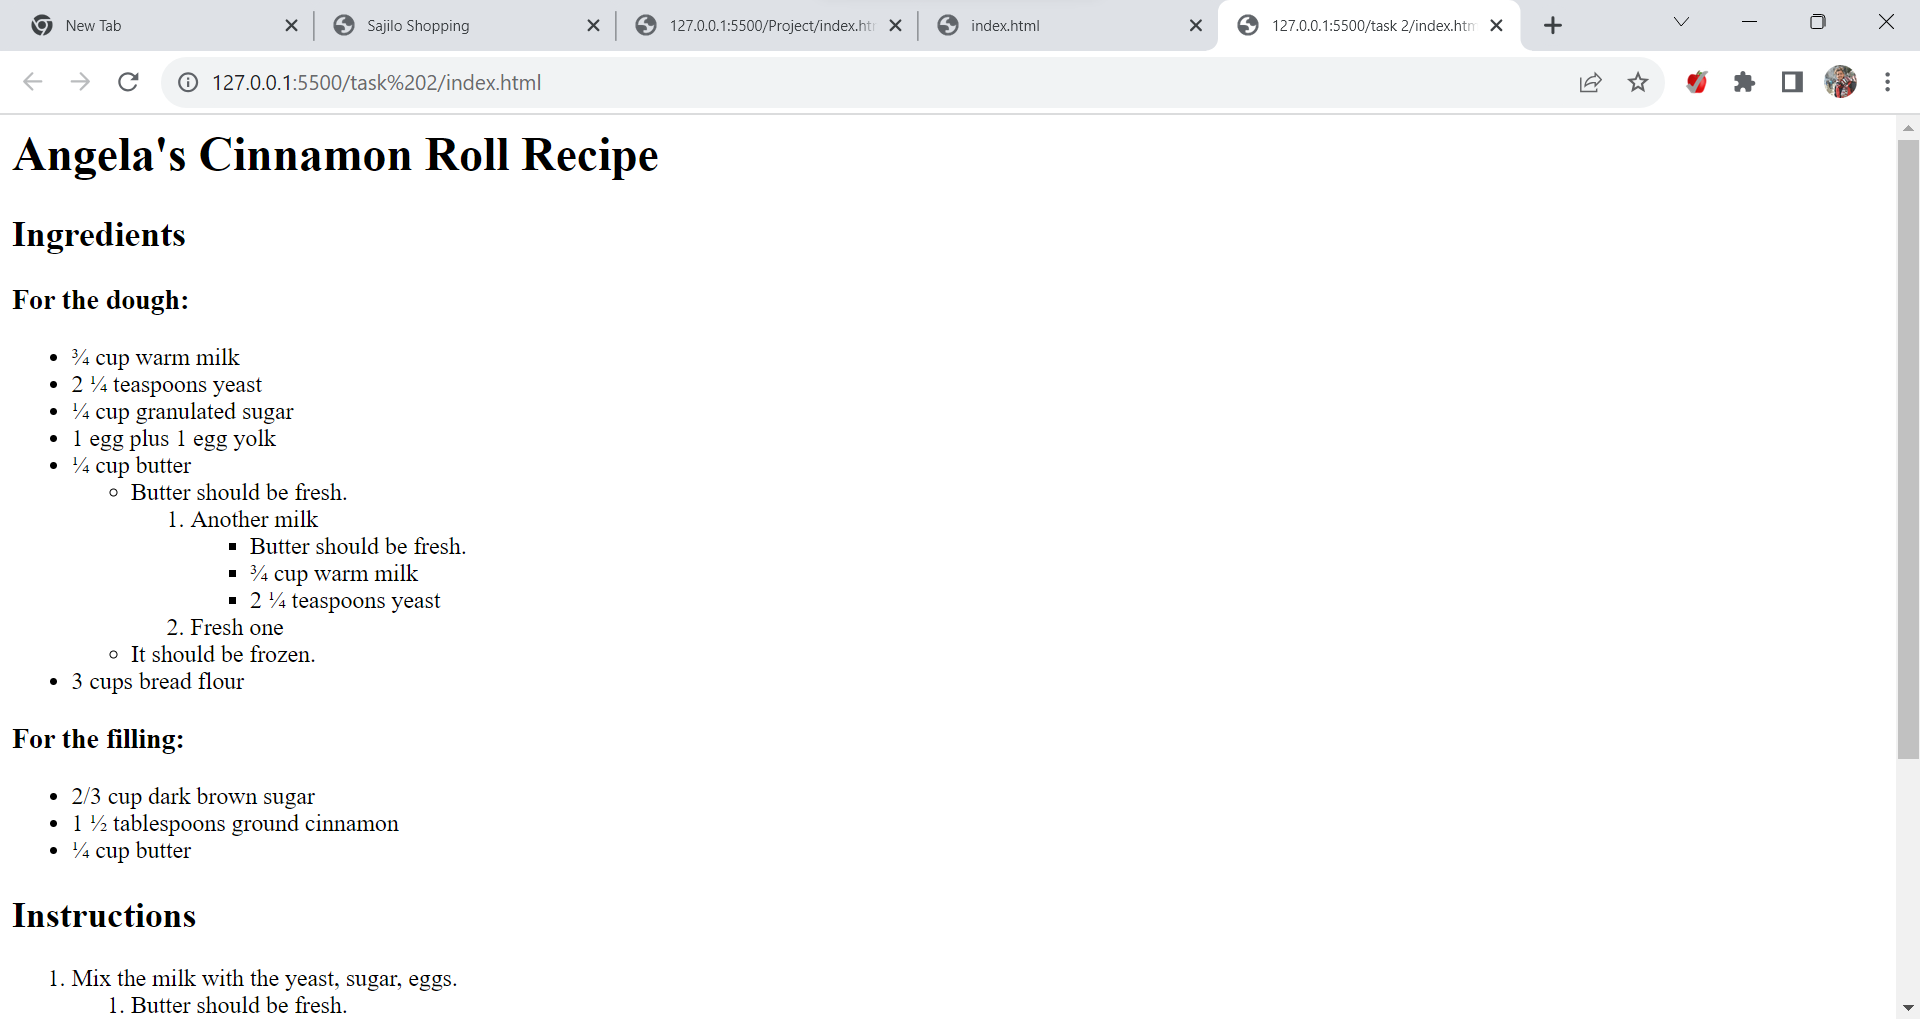 New Tab
Sajilo Shopping
127.0.0.1:5500/Project/index.ht
index.html
127.0.0.1:5500/task 2/index.htm
127.0.0.1:5500/task%202/index.html
Angela's Cinnamon Roll Recipe
Ingredients
For the dough:
• ¾ cup warm milk
• 2 ¼ teaspoons yeast
• ¼ cup granulated sugar
• 1 egg plus 1 egg yolk
• ¼ cup butter
◦ Butter should be fresh.
1. Another milk
▪ Butter should be fresh.
▪ ¾ cup warm milk
▪ 2 ¼ teaspoons yeast
2. Fresh one
◦ It should be frozen.
• 3 cups bread flour
For the filling:
• 2/3 cup dark brown sugar
• 1 ½ tablespoons ground cinnamon
• ¼ cup butter
Instructions
1. Mix the milk with the yeast, sugar, eggs.
1. Butter should be fresh.